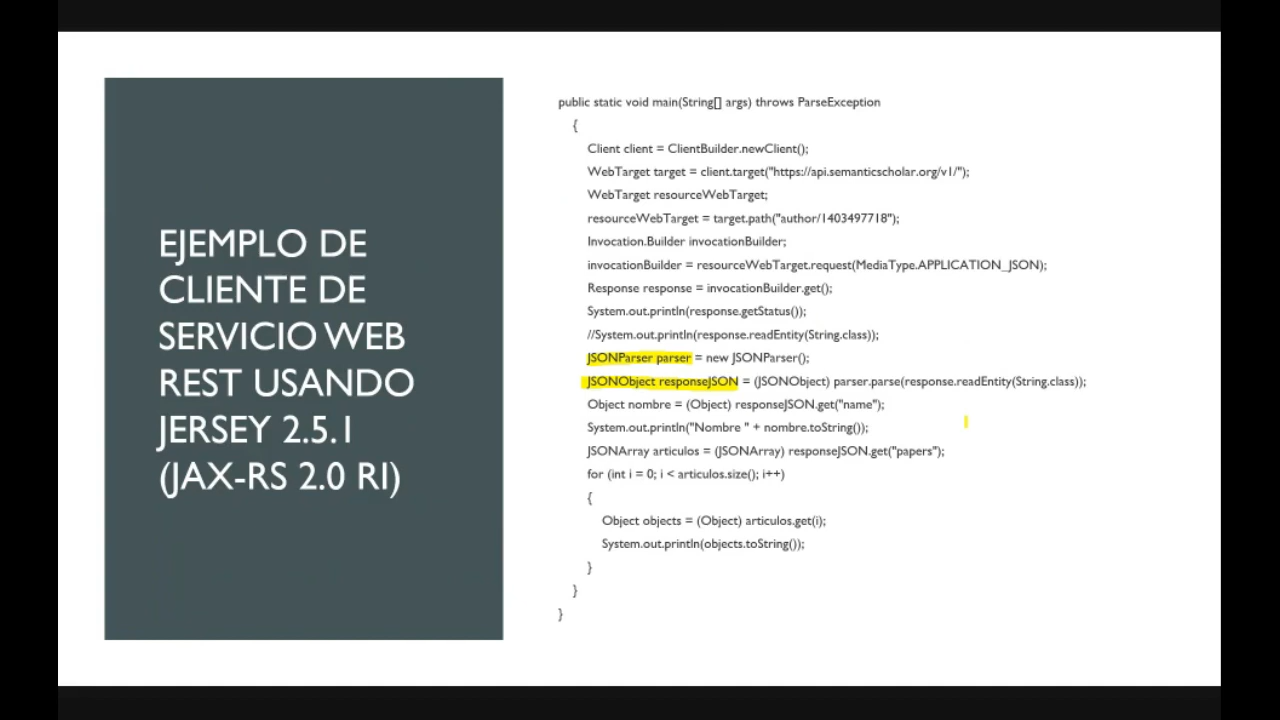 EJEMPLO DE
CLIENTE DE
SERVICIO WEB
REST USANDO
JERSEY 2.5.1
(JAX-RS 2.0 RI)
public static void main(String[] args) throws ParseException
{
Client client = ClientBuilder.newClient();
WebTarget target = client.target("https://api.semanticscholar.org/v1/");
WebTarget resourceWebTarget;
resourceWebTarget = target.path("author/1403497718");
Invocation.Builder invocationBuilder;
invocationBuilder = resourceWebTarget.request(MediaType.APPLICATION_JSON);
Response response = invocationBuilder.get();
System.out.println(response.getStatus());
//System.out.println(response.readEntity(String.class));
JSONParser parser = new JSONParser();
JSONObject responseJSON = (JSONObject) parser.parse(response.readEntity(String.class));
Object nombre = (Object) responseJSON.get("name");
System.out.println("Nombre " + nombre.toString());
JSONArray articulos = (JSONArray) responseJSON.get("papers");
for (int i = 0; i < articulos.size(); i++)
{
Object objects = (Object) articulos.get(i);
System.out.println(objects.toString());
}
}
}